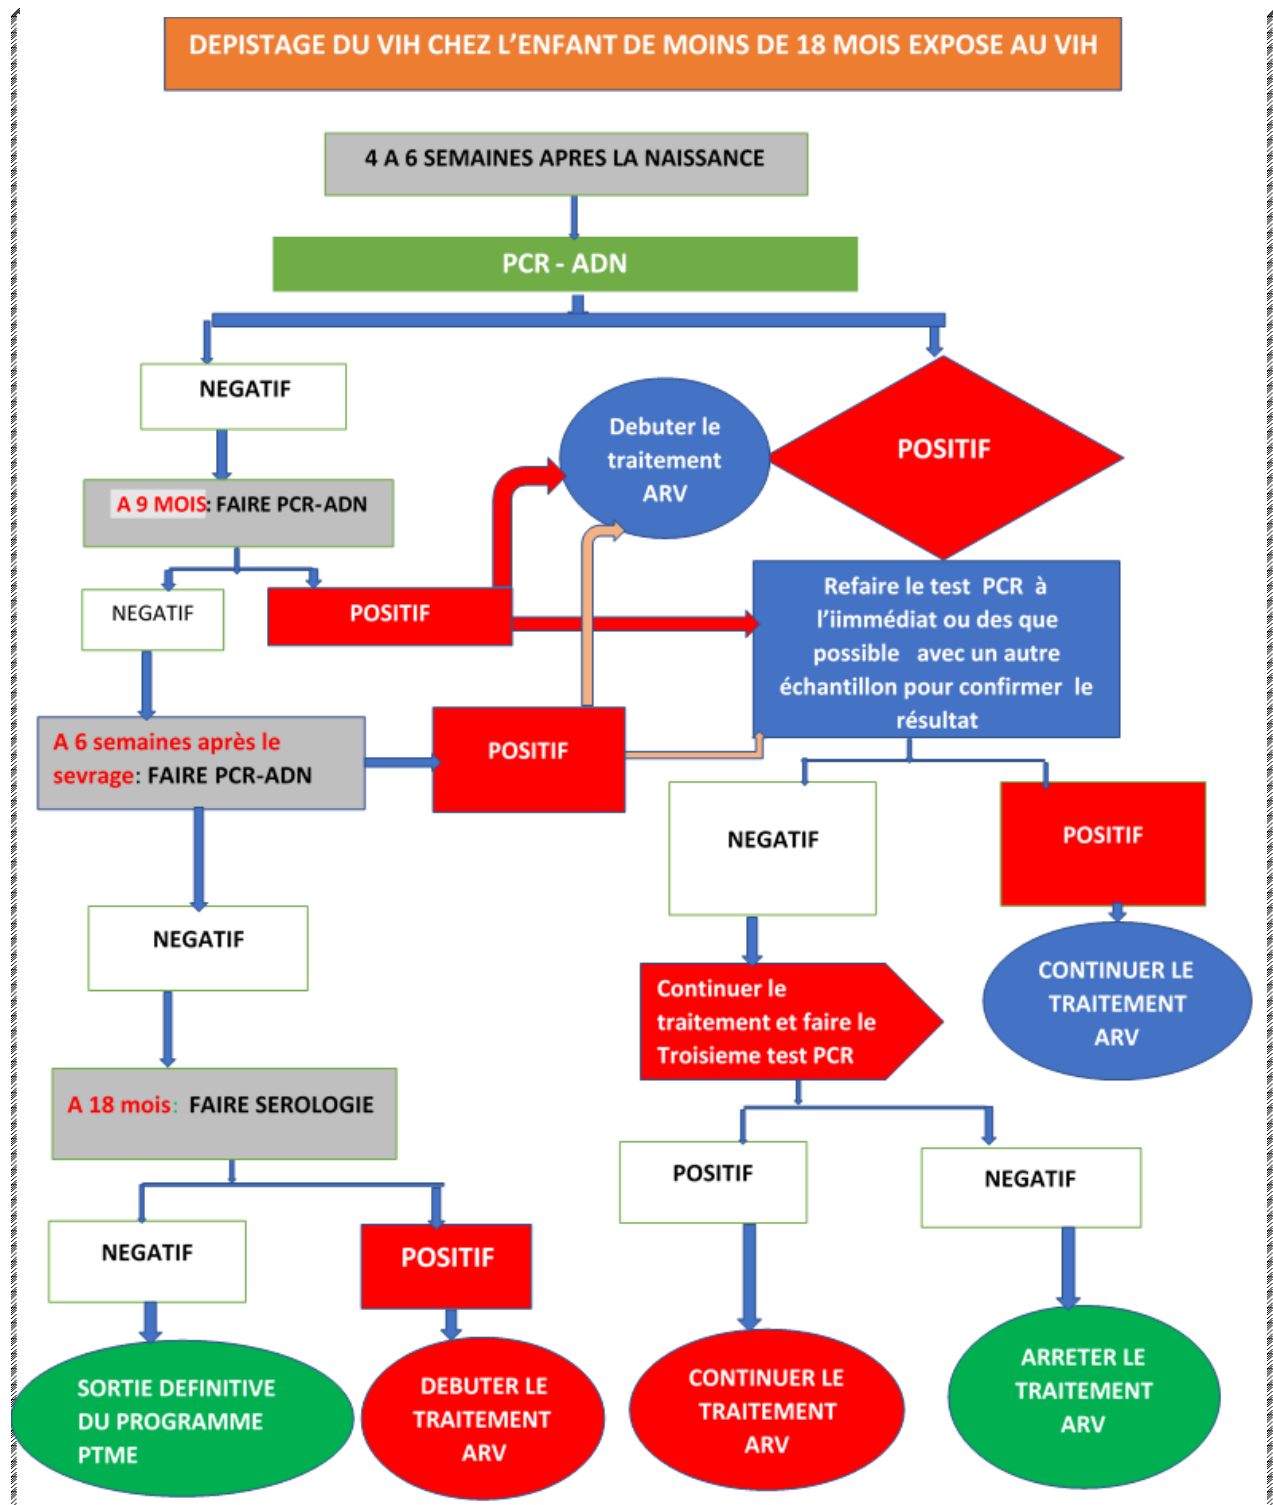 DEPISTAGE DU VIH CHEZ L'ENFANT DE MOINS DE 18 MOIS EXPOSE AU VIH
4 A 6 SEMAINES APRES LA NAISSANCE
PCR - ADN
NEGATIF
POSITIF
Debuter le
traitement
ARV
A 9 MOIS: FAIRE PCR-ADN
NEGATIF
POSITIF
Refaire le test PCR à
l'iimmédiat ou des que
possible avec un autre
échantillon pour confirmer le
résultat
A 6 semaines après le
sevrage: FAIRE PCR-ADN
POSITIF
NEGATIF
POSITIF
NEGATIF
Continuer le
traitement et faire le
Troisieme test PCR
CONTINUER LE
TRAITEMENT
ARV
A 18 mois: FAIRE SEROLOGIE
POSITIF
NEGATIF
NEGATIF
POSITIF
SORTIE DEFINITIVE
DU PROGRAMME
PTME
DEBUTER LE
TRAITEMENT
ARV
CONTINUER LE
TRAITEMENT
ARV
ARRETER LE
TRAITEMENT
ARV